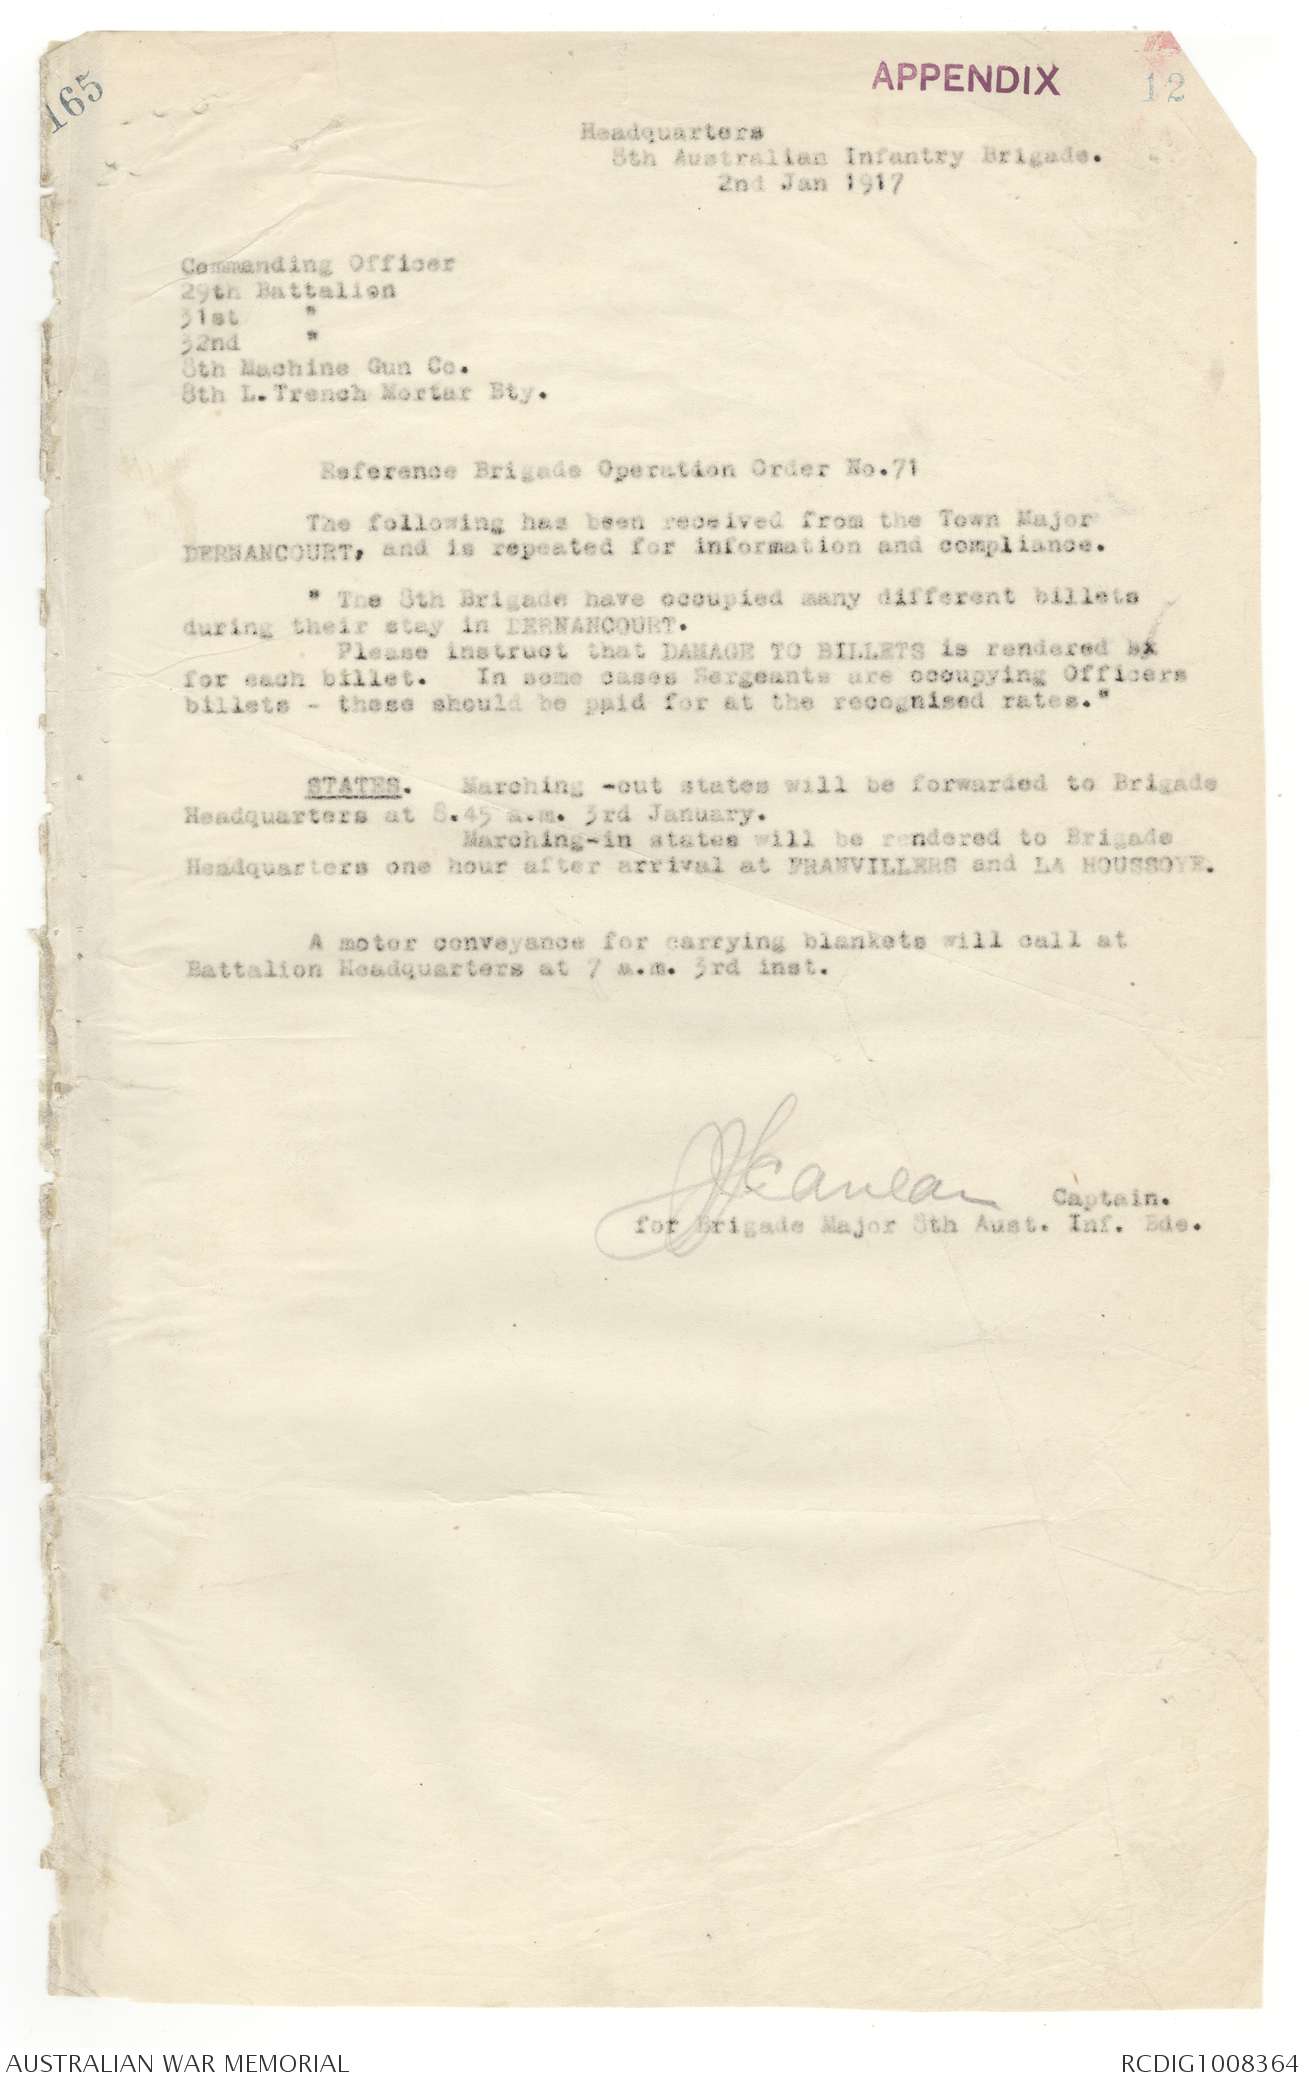 165
APPENDIX 12
Headquarters
8th Australian Infantry Brigade.
2nd Jan 1917
Commanding Officer
29th Battalion
31st "
32nd "
8th Machine Gun Co.
8th L.Trench Mortar Bty.
Reference Brigade Operation Order No.71
The following has been received from the Town Major
DERNANCOURT, and is repeated for information and compliance.
" The 8th Brigade have occupied many different billets
during their stay in DERNANCOURT.
Please instruct that DAMAGE TO BILLETS is rendered
for each billet. In some cases Sergeants are occupying Officers
billets - these should be paid for at the recognised rates."
STATES. Marching -out states will be forwarded to Brigade
Headquarters at 8.45 a.m. 3rd January.
Marching-in states will be rendered to Brigade
Headquarters one hour after arrival at FRANVILLERS and LA HOUSSOYE.
A motor conveyance for carrying blankets will call at
Battalion Headquarters at 7 a.m. 3rd inst.
Captain.
for Brigade Major 8th Aust. Inf. Bde.
AUSTRALIAN WAR MEMORIAL
RCDIG1008364